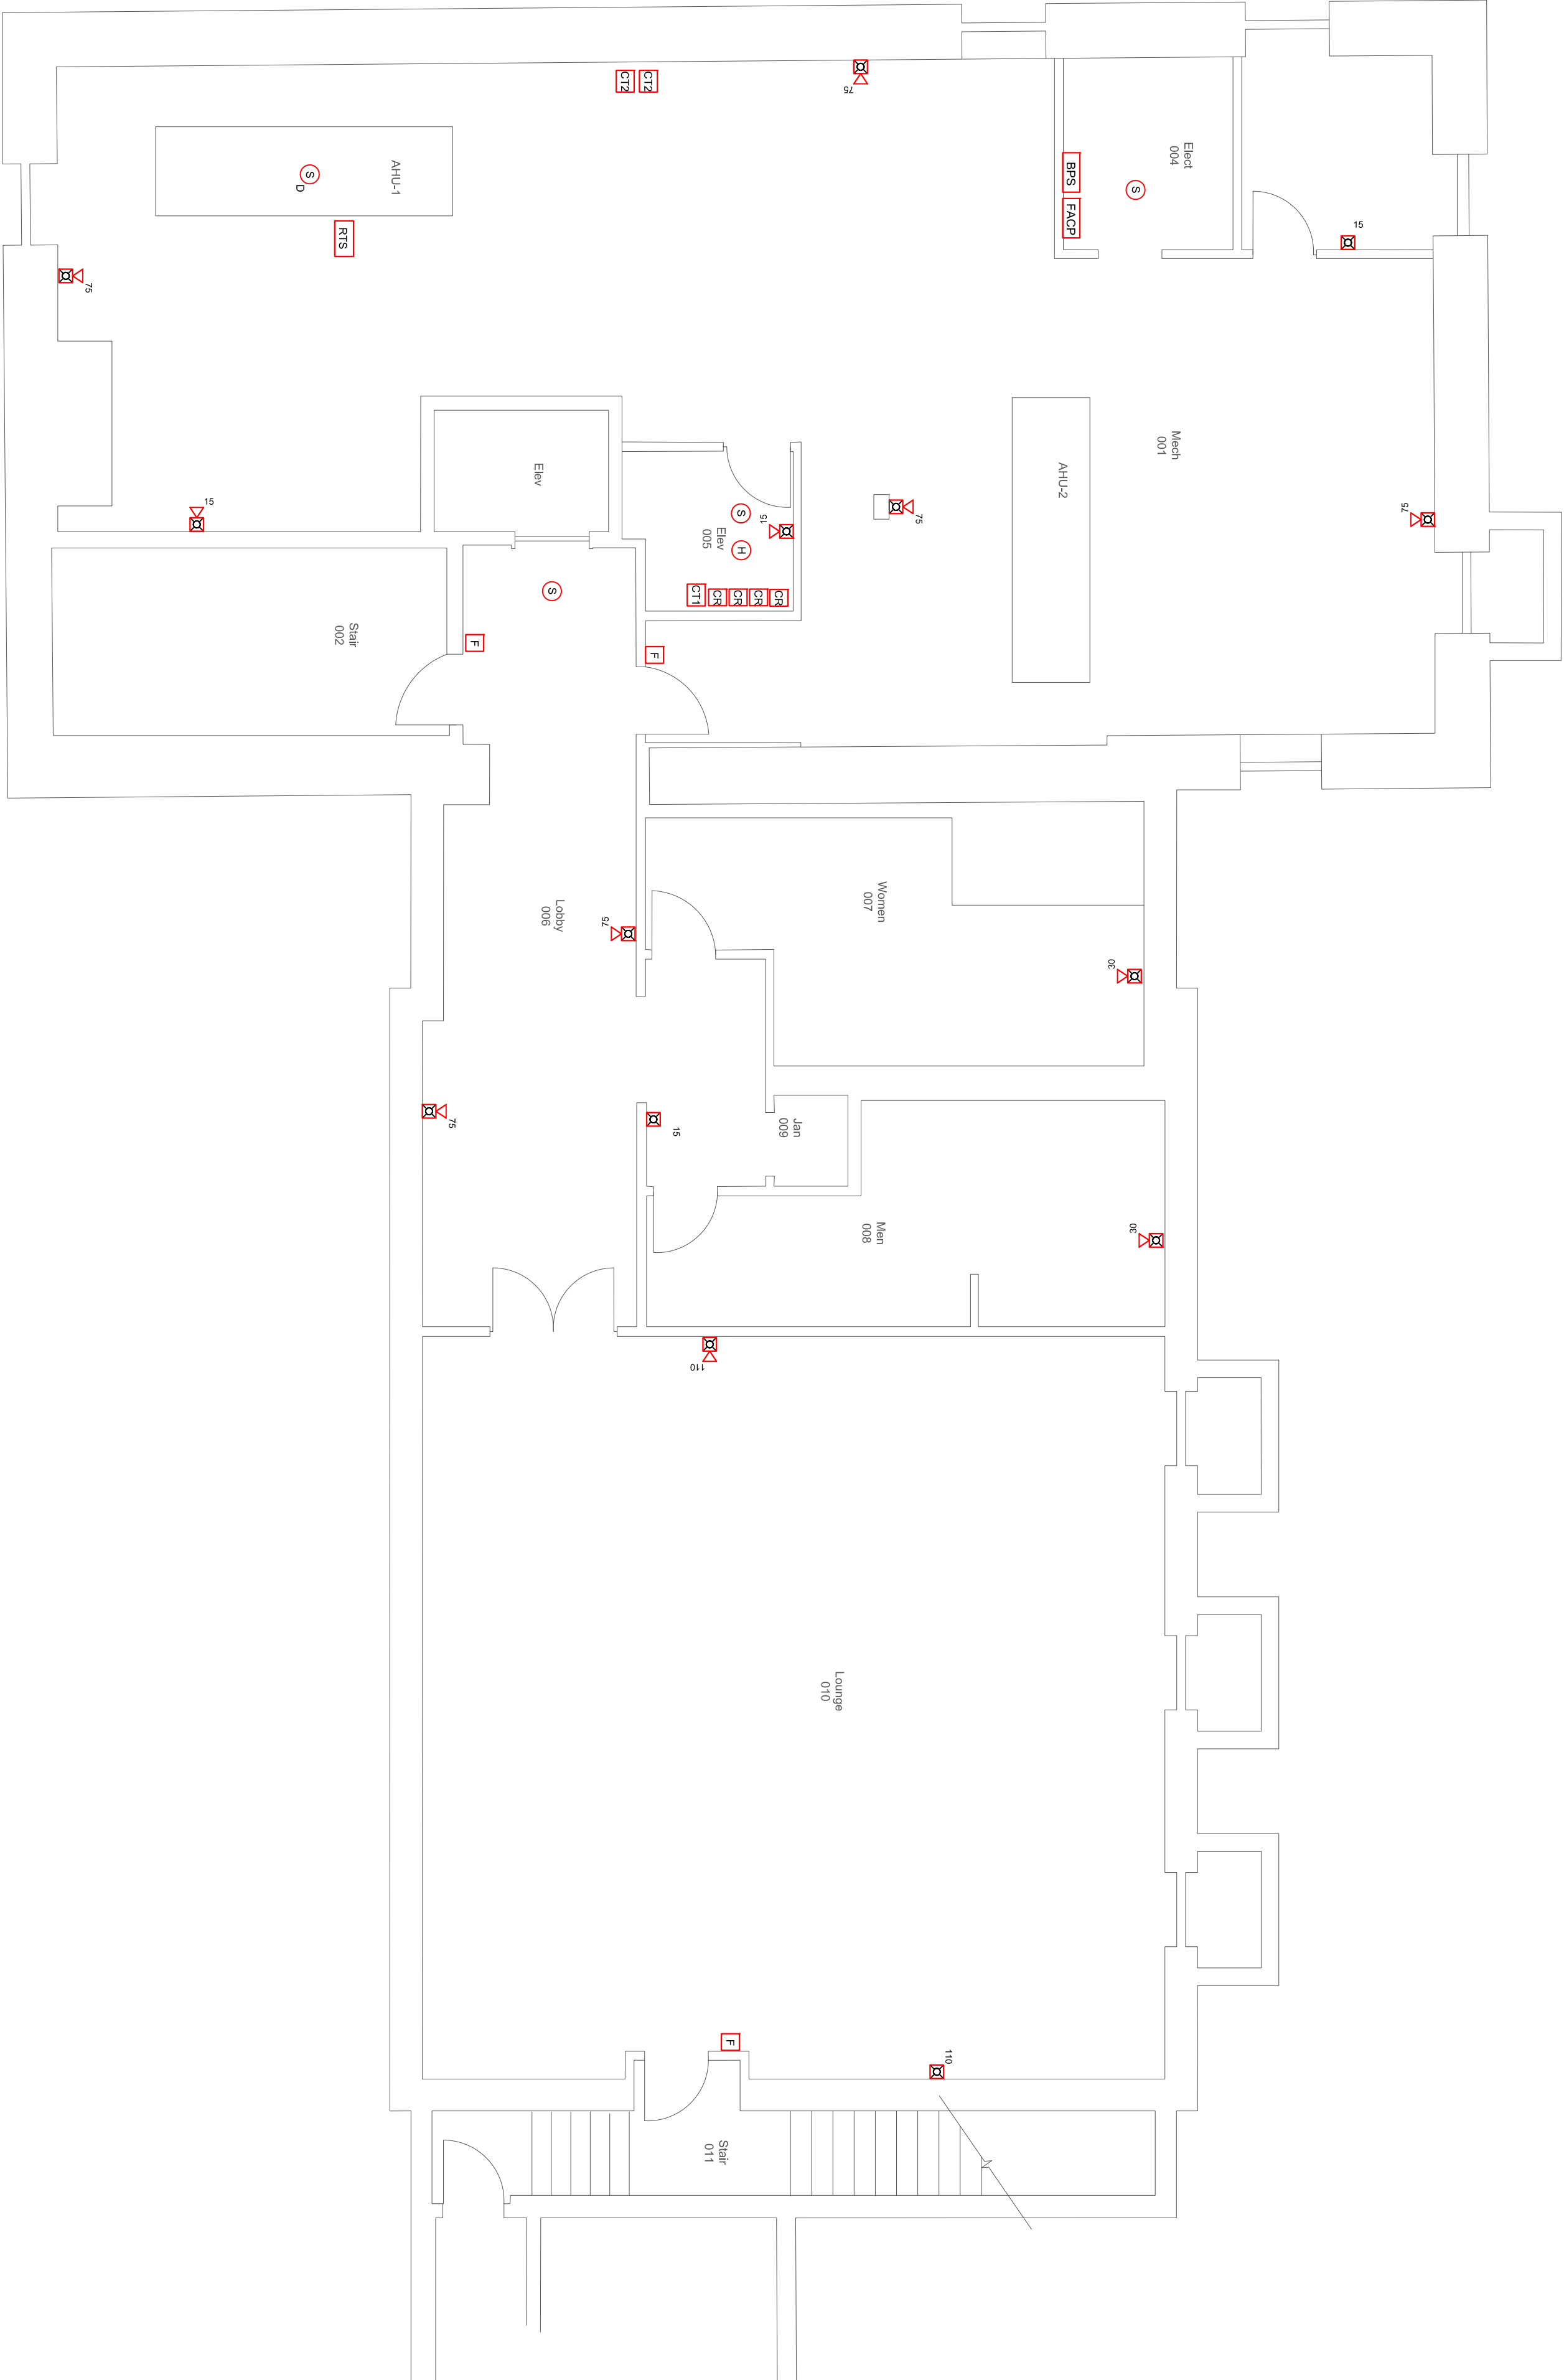 CT2
CT2
75
AHU-1
S
D
RTS
75
BPS
FACP
Elect
004
S
15
Mech
001
AHU-2
75
75
15
Elev
S
15
H
Elev
005
CT1
CR
CR
CR
CR
S
F
F
Stair
002
Lobby
006
75
Women
007
30
75
15
Jan
009
Men
008
30
110
Lounge
010
F
110
Stair
011